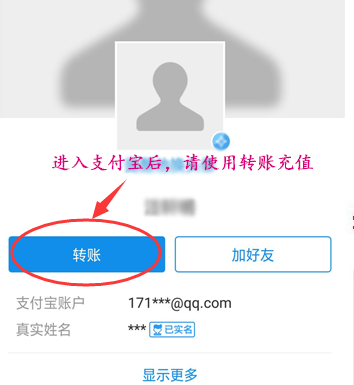 进入支付宝后，请使用转账充值
转账
加好友
支付宝账户 171***@qq.com
真实姓名 *** 已实名
显示更多